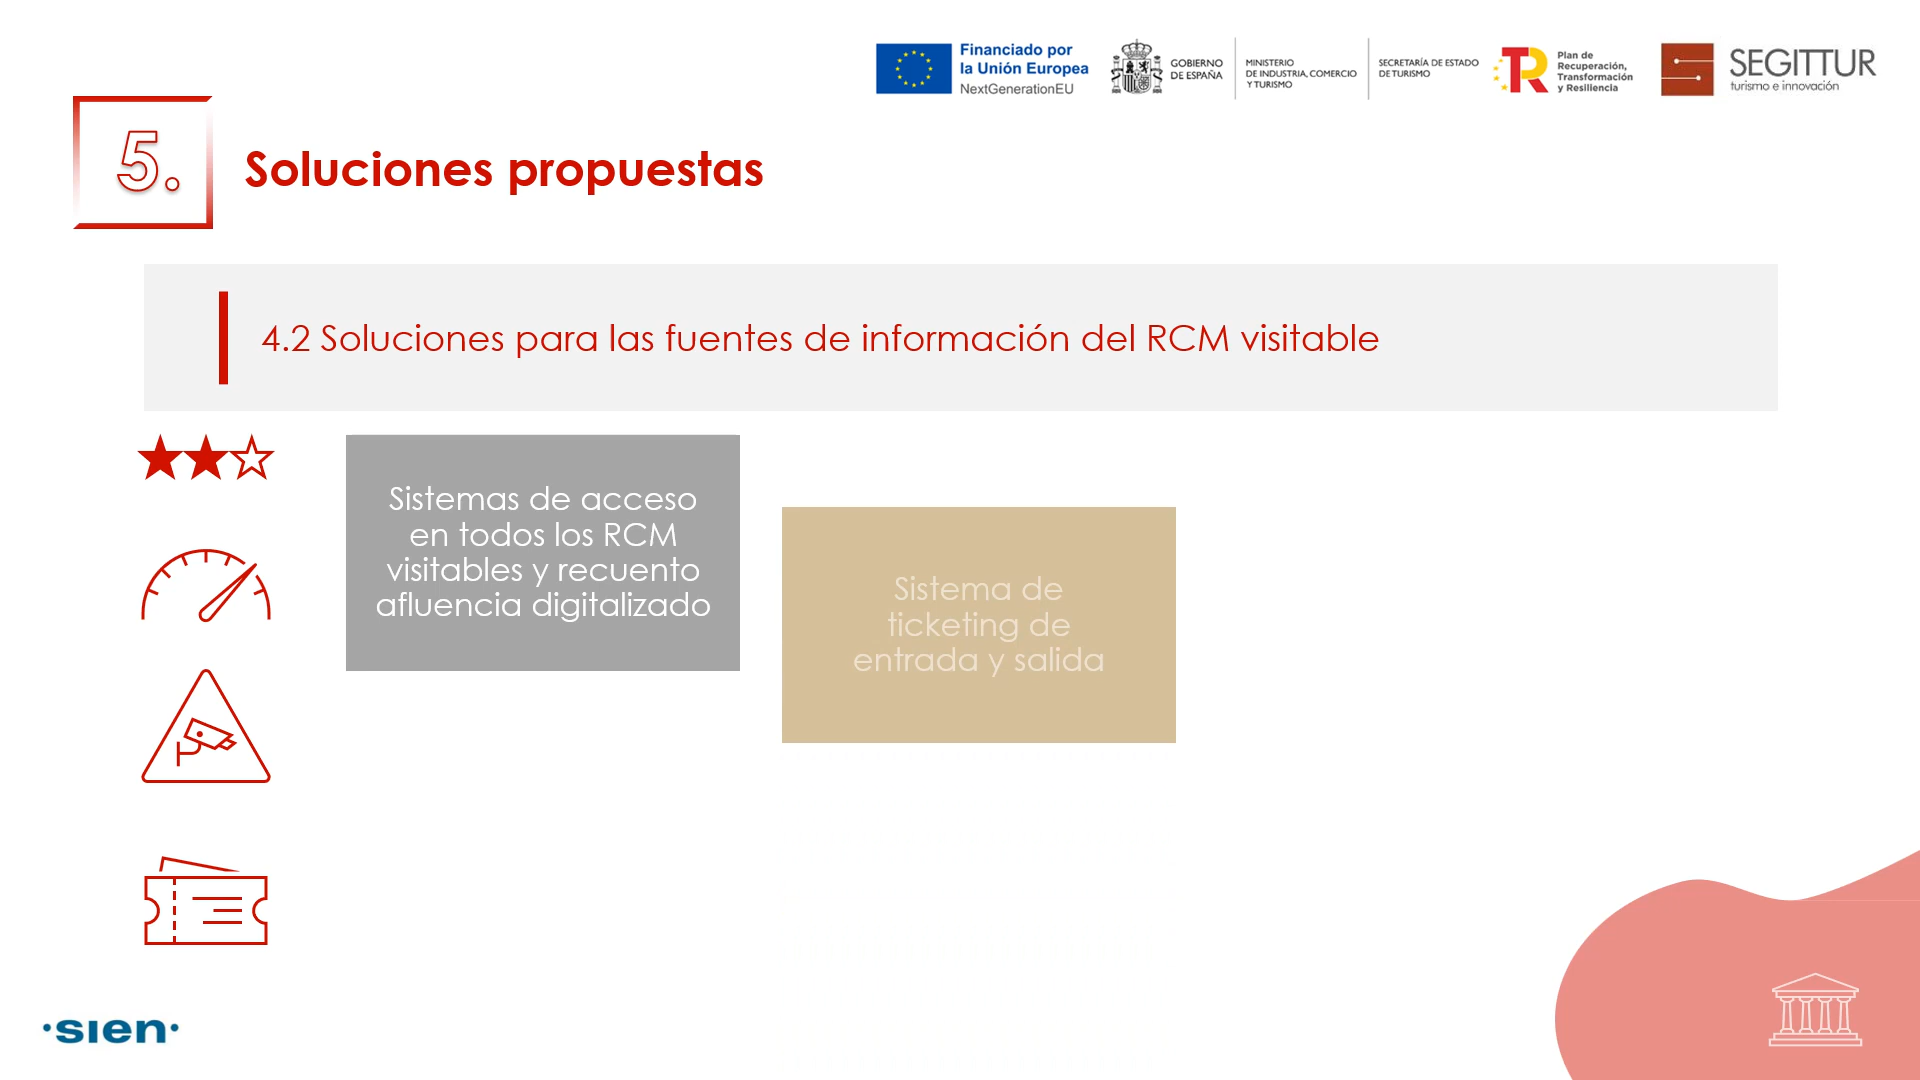 Financiado por
la Unión Europea
NextGenerationEU
GOBIERNO
DE ESPAÑA
MINISTERIO
DE INDUSTRIA, COMERCIO
Y TURISMO
SECRETARÍA DE ESTADO
DE TURISMO
TR
Plan de
Recuperación,
Transformación
y Resiliencia
SEGITTUR
turismo e innovación
5.
Soluciones propuestas
4.2 Soluciones para las fuentes de información del RCM visitable
Sistemas de acceso
en todos los RCM
visitables y recuento
afluencia digitalizado
Sistema de
ticketing de
entrada y salida
·sıen·